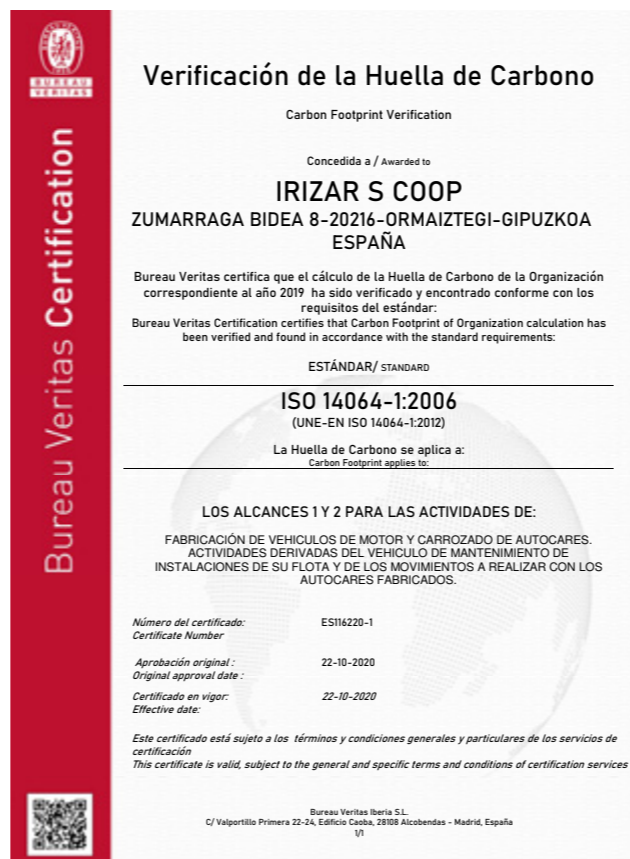 BUREAU
VERITAS
Bureau Veritas Certification
Verificación de la Huella de Carbono
Carbon Footprint Verification
Concedida a / Awarded to
IRIZAR S COOP
ZUMARRAGA BIDEA 8-20216-ORMAIZTEGI-GIPUZKOA
ESPAÑA
Bureau Veritas certifica que el cálculo de la Huella de Carbono de la Organización
correspondiente al año 2019 ha sido verificado y encontrado conforme con los
requisitos del estándar:
Bureau Veritas Certification certifies that Carbon Footprint of Organization calculation has
been verified and found in accordance with the standard requirements:
ESTÁNDAR/ STANDARD
ISO 14064-1:2006
(UNE-EN ISO 14064-1:2012)
La Huella de Carbono se aplica a:
Carbon Footprint applies to:
LOS ALCANCES 1 Y 2 PARA LAS ACTIVIDADES DE:
FABRICACIÓN DE VEHICULOS DE MOTOR Y CARROZADO DE AUTOCARES.
ACTIVIDADES DERIVADAS DEL VEHICULO DE MANTENIMIENTO DE
INSTALACIONES DE SU FLOTA Y DE LOS MOVIMIENTOS A REALIZAR CON LOS
AUTOCARES FABRICADOS.
Número del certificado: ES116220-1
Certificate Number
Aprobación original : 22-10-2020
Original approval date :
Certificado en vigor: 22-10-2020
Effective date:
Este certificado está sujeto a los términos y condiciones generales y particulares de los servicios de
certificación
This certificate is valid, subject to the general and specific terms and conditions of certification services
Bureau Veritas Iberia S.L.
C/ Valportillo Primera 22-24, Edificio Caoba, 28108 Alcobendas - Madrid, España
1/1